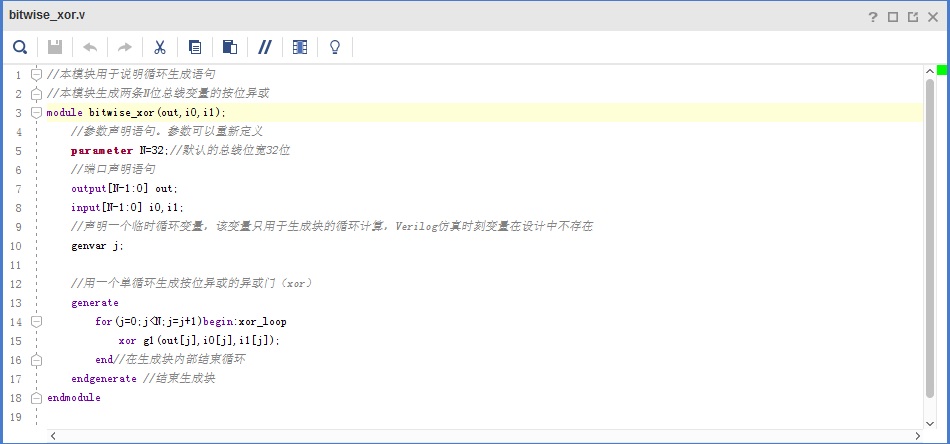 bitwise_xor.v
1 //本模块用于说明循环生成语句
2 //本模块生成两条N位总线变量的按位异或
3 module bitwise_xor(out,i0,i1);
4 //参数声明语句。参数可以重新定义
5 parameter N=32;//默认的总线位宽32位
6 //端口声明语句
7 output[N-1:0] out;
8 input[N-1:0] i0,i1;
9 //声明一个临时循环变量。该变量只用于生成块的循环计算，Verilog仿真时刻变量在设计中不存在
10 genvar j;
11
12 //用一个单循环生成按位异或的异或门（xor）
13 generate
14 for(j=0;j<N;j=j+1)begin:xor_loop
15 xor g1(out[j],i0[j],i1[j]);
16 end//在生成块内部结束循环
17 endgenerate //结束生成块
18 endmodule
19